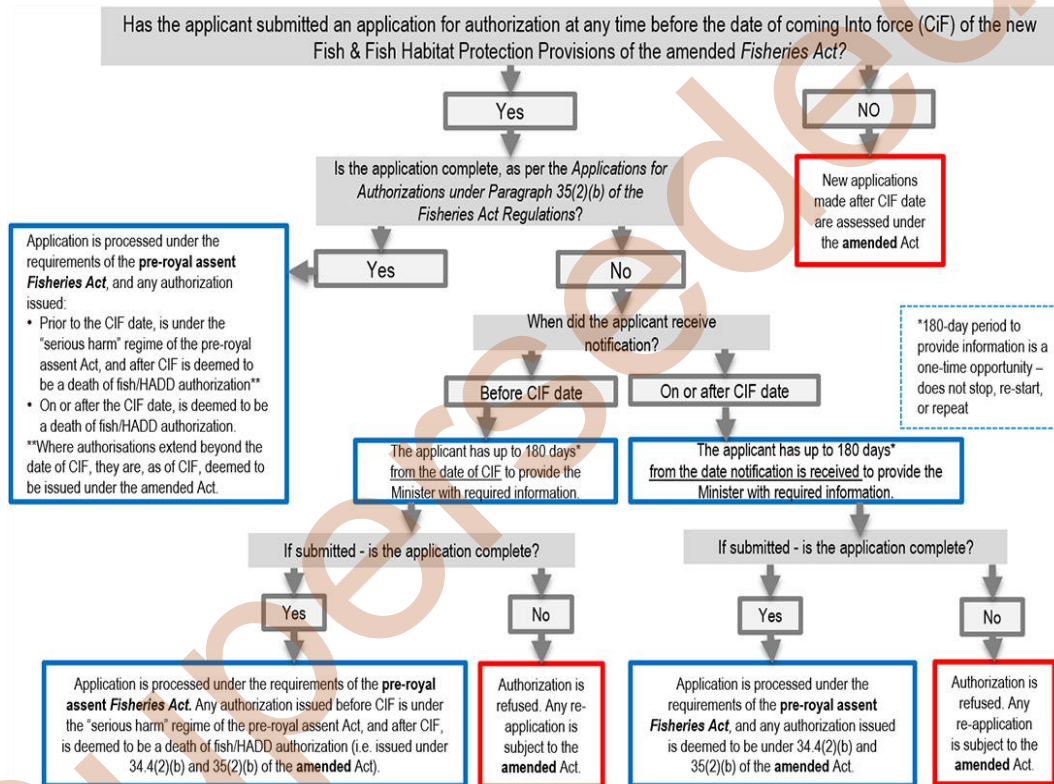 Has the applicant submitted an application for authorization at any time before the date of coming Into force (CiF) of the new
Fish & Fish Habitat Protection Provisions of the amended Fisheries Act?
Yes
NO
Is the application complete, as per the Applications for
Authorizations under Paragraph 35(2)(b) of the
Fisheries Act Regulations?
New applications
made after CIF date
are assessed under
the amended Act
Yes
No
Application is processed under the
requirements of the pre-royal assent
Fisheries Act, and any authorization
issued:
• Prior to the CIF date, is under the
"serious harm" regime of the pre-royal
assent Act, and after CIF is deemed to
be a death of fish/HADD authorization**
• On or after the CIF date, is deemed to be
a death of fish/HADD authorization.
**Where authorisations extend beyond the
date of CIF, they are, as of CIF, deemed to
be issued under the amended Act.
When did the applicant receive
notification?
*180-day period to
provide information is a
one-time opportunity –
does not stop, re-start,
or repeat
Before CIF date
On or after CIF date
The applicant has up to 180 days*
from the date of CIF to provide the
Minister with required information.
The applicant has up to 180 days*
from the date notification is received to provide the
Minister with required information.
If submitted - is the application complete?
If submitted - is the application complete?
Yes
No
Yes
No
Application is processed under the requirements of the pre-royal
assent Fisheries Act. Any authorization issued before CIF is under
the "serious harm" regime of the pre-royal assent Act, and after CIF,
is deemed to be a death of fish/HADD authorization (i.e. issued under
34.4(2)(b) and 35(2)(b) of the amended Act).
Authorization is
refused. Any re-
application is
subject to the
amended Act.
Application is processed under the
requirements of the pre-royal assent
Fisheries Act, and any authorization issued
is deemed to be under 34.4(2)(b) and
35(2)(b) of the amended Act.
Authorization is
refused. Any
re-application
is subject to the
amended Act.
superseded